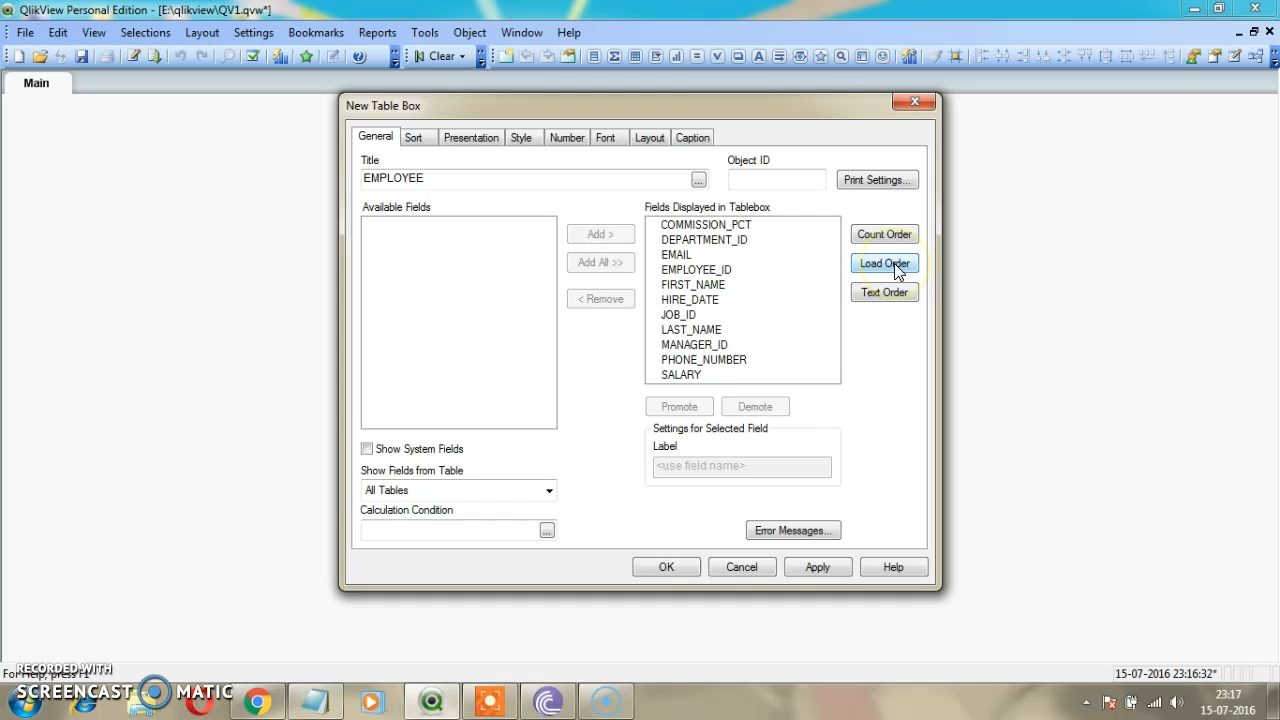 QlikView Personal Edition - [E:\qlikview\QV1.qvw*]
File Edit View Selections Layout Settings Bookmarks Reports Tools Object Window Help
Clear
Main
New Table Box
General Sort Presentation Style Number Font Layout Caption
Title
Object ID
EMPLOYEE
...
Print Settings...
Available Fields
Fields Displayed in Tablebox
COMMISSION_PCT
DEPARTMENT_ID
EMAIL
EMPLOYEE_ID
FIRST_NAME
HIRE_DATE
JOB_ID
LAST_NAME
MANAGER_ID
PHONE_NUMBER
SALARY
Add >
Add All >>
< Remove
Count Order
Load Order
Text Order
Promote Demote
Settings for Selected Field
Label
<use field name>
Show System Fields
Show Fields from Table
All Tables
Calculation Condition
...
Error Messages...
OK Cancel Apply Help
For Help, press F1
15-07-2016 23:16:32*
RECORDED WITH
SCREENCAST MATIC
23:17
15-07-2016